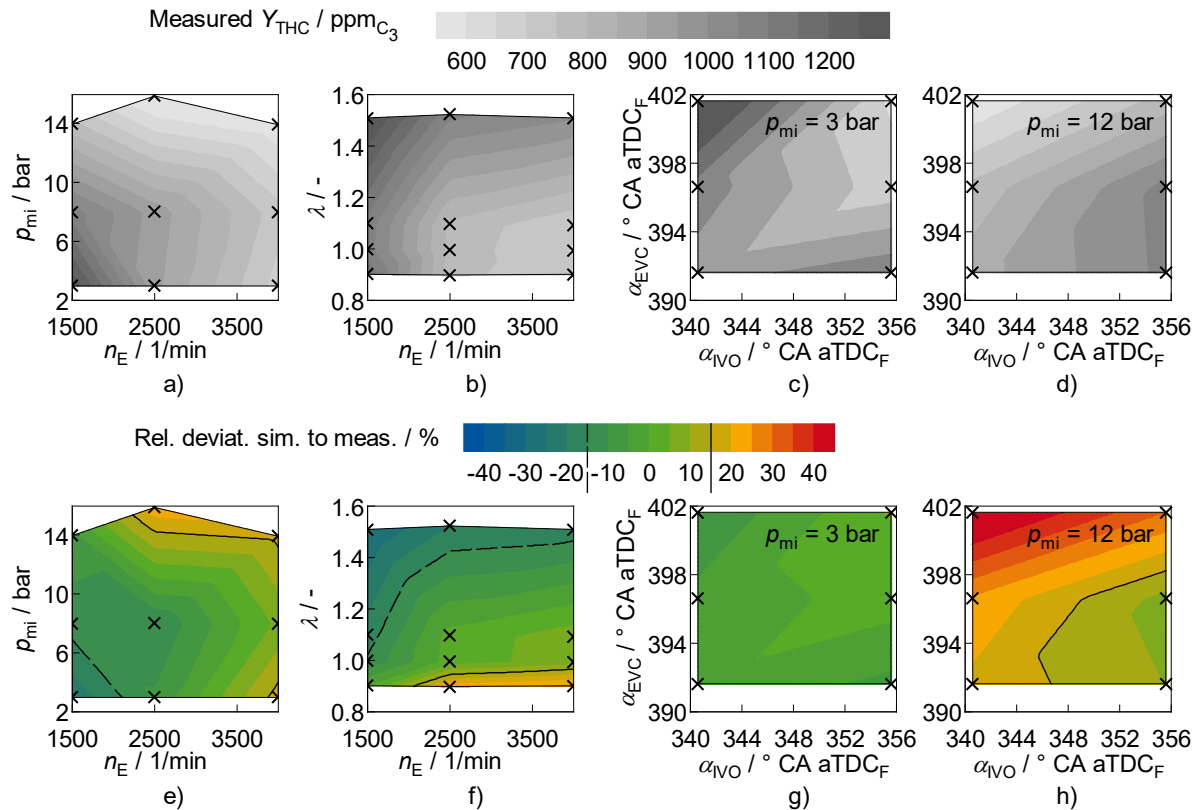 Measured Y_THC / ppm_C3
600 700 800 900 1000 1100 1200
14
10
6
2
p_mi / bar
1500 2500 3500
n_E / 1/min
a)
1.6
1.4
1.2
1.0
0.8
λ / -
1500 2500 3500
n_E / 1/min
b)
402
398
394
390
α_EVC / ° CA aTDC_F
p_mi = 3 bar
340 344 348 352 356
α_IVO / ° CA aTDC_F
c)
402
398
394
390
p_mi = 12 bar
340 344 348 352 356
α_IVO / ° CA aTDC_F
d)
Rel. deviat. sim. to meas. / %
-40 -30 -20 -10 0 10 20 30 40
14
10
6
2
p_mi / bar
1500 2500 3500
n_E / 1/min
e)
1.6
1.4
1.2
1.0
0.8
λ / -
1500 2500 3500
n_E / 1/min
f)
402
398
394
390
α_EVC / ° CA aTDC_F
p_mi = 3 bar
340 344 348 352 356
α_IVO / ° CA aTDC_F
g)
402
398
394
390
p_mi = 12 bar
340 344 348 352 356
α_IVO / ° CA aTDC_F
h)